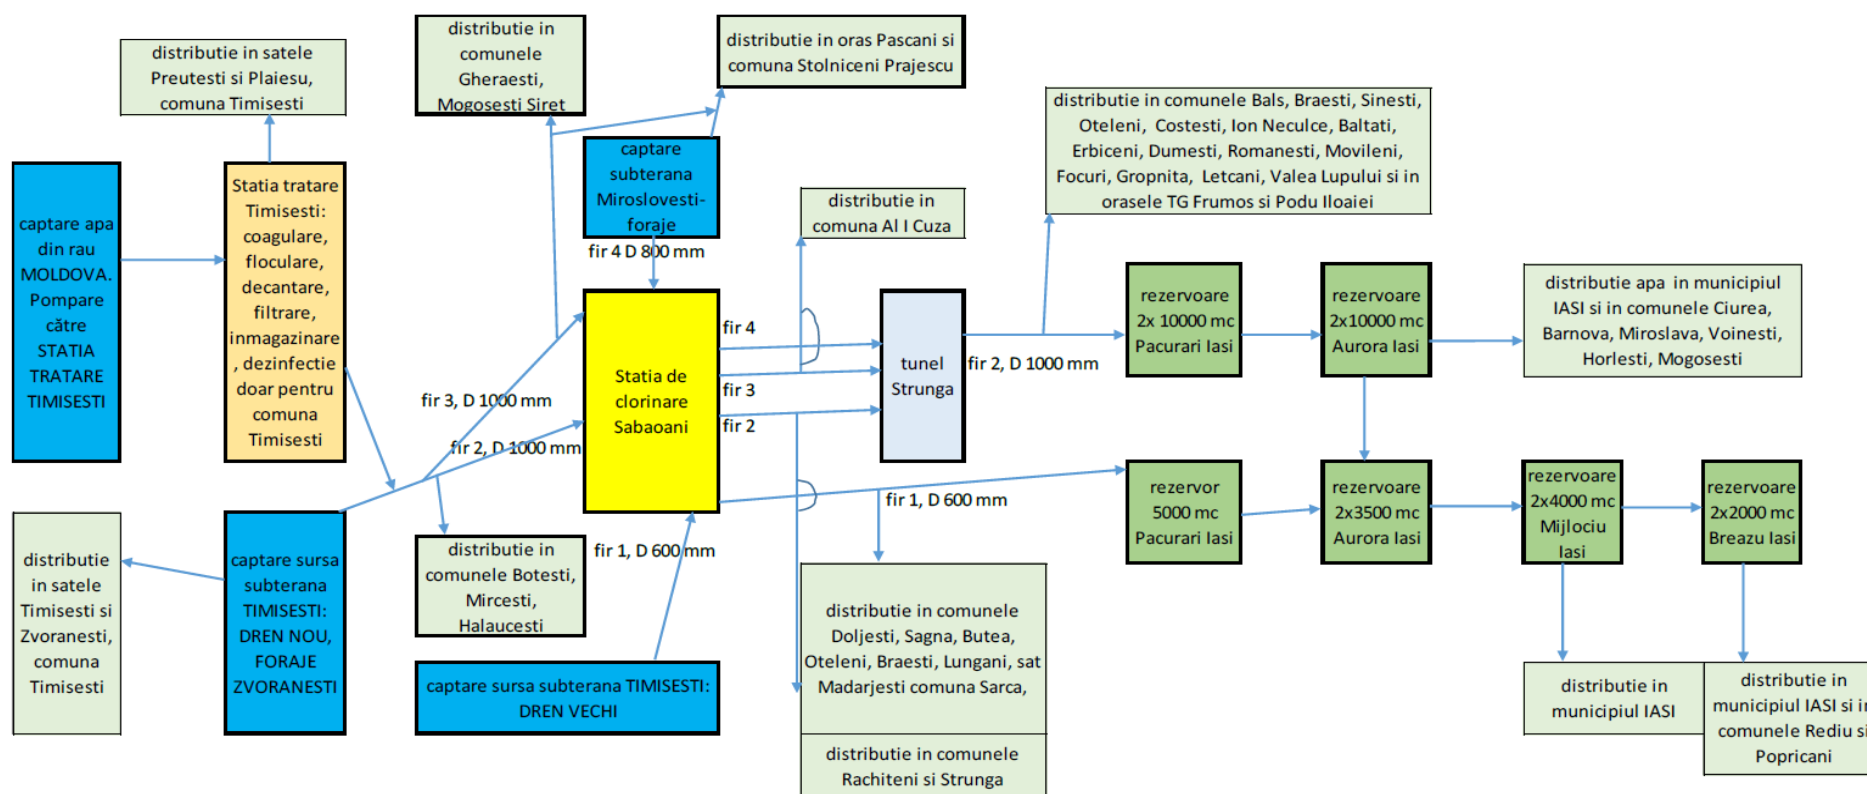 distributie in satele
Preutesti si Plaiesu,
comuna Timisesti
distributie in
comunele
Gheraesti,
Mogosesti Siret
distributie in oras Pascani si
comuna Stolniceni Prajescu
distributie in comunele Bals, Braesti, Sinesti,
Oteleni, Costesti, Ion Neculce, Baltati,
Erbiceni, Dumesti, Romanesti, Movileni,
Focuri, Gropnita, Letcani, Valea Lupului si in
orasele TG Frumos si Podu Iloaiei
captare apa
din rau
MOLDOVA.
Pompare
către
STATIA
TRATARE
TIMISESTI
Statia tratare
Timisesti:
coagulare,
floculare,
decantare,
filtrare,
inmagazinare
, dezinfectie
doar pentru
comuna
Timisesti
captare
subterana
Miroslovesti-
foraje
fir 4 D 800 mm
distributie in
comuna Al I Cuza
fir 3, D 1000 mm
fir 2, D 1000 mm
Statia de
clorinare
Sabaoani
fir 4
fir 3
fir 2
tunel
Strunga
fir 2, D 1000 mm
rezervoare
2x 10000 mc
Pacurari Iasi
rezervoare
2x10000 mc
Aurora Iasi
distributie apa in municipiul
IASI si in comunele Ciurea,
Barnova, Miroslava, Voinesti,
Horlesti, Mogosesti
distributie
in satele
Timisesti si
Zvoranesti,
comuna
Timisesti
captare sursa
subterana
TIMISESTI:
DREN NOU,
FORAJE
ZVORANESTI
distributie in
comunele Botesti,
Mircesti,
Halaucesti
fir 1, D 600 mm
captare sursa subterana TIMISESTI:
DREN VECHI
fir 1, D 600 mm
distributie in comunele
Doljesti, Sagna, Butea,
Oteleni, Braesti, Lungani, sat
Madarjesti comuna Sarca,
distributie in comunele
Rachiteni si Strunga
rezervor
5000 mc
Pacurari Iasi
rezervoare
2x3500 mc
Aurora Iasi
rezervoare
2x4000 mc
Mijlociu
Iasi
rezervoare
2x2000 mc
Breazu Iasi
distributie in
municipiul IASI
distributie in
municipiul IASI si in
comunele Rediu si
Popricani